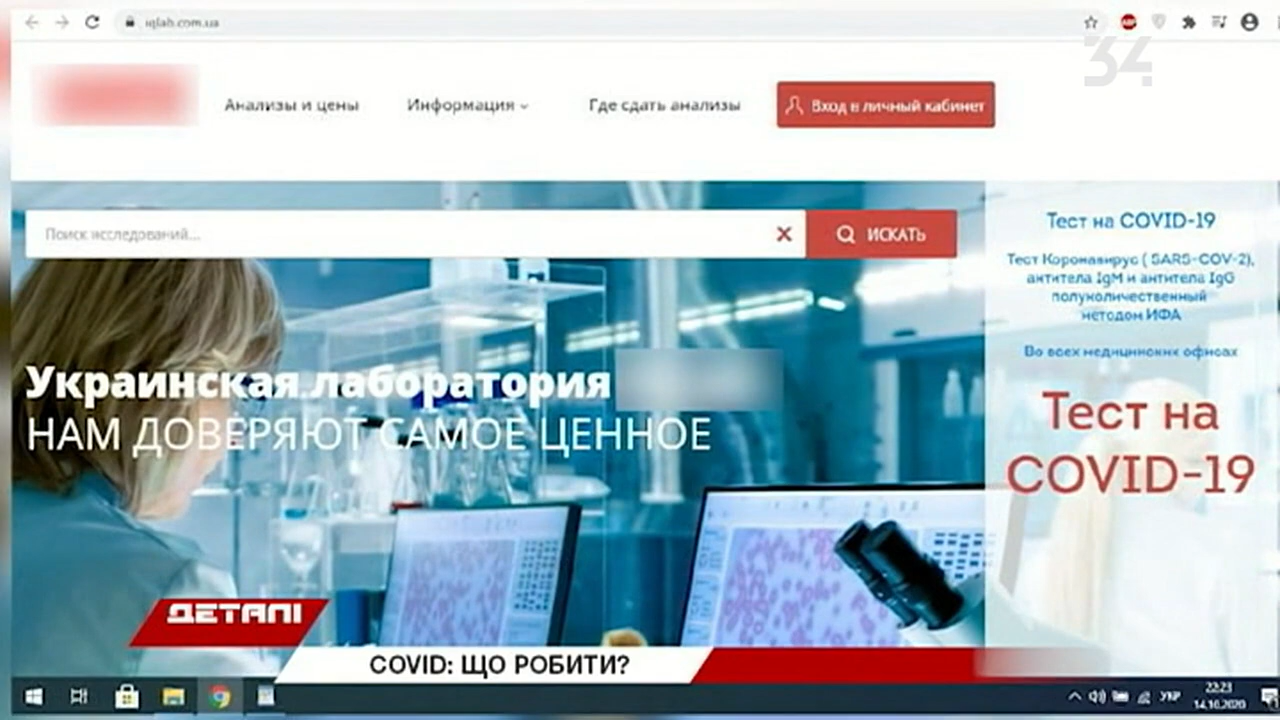 iqlab.com.ua
34
Анализы и цены
Информация
Где сдать анализы
Вход в личный кабинет
Поиск исследований...
ИСКАТЬ
Тест на COVID-19
Тест Коронавирус ( SARS-COV-2),
антитела IgM и антитела IgG
полуколичественный
методом ИФА
Во всех медицинских офисах
Тест на
COVID-19
Украинская лаборатория
НАМ ДОВЕРЯЮТ САМОЕ ЦЕННОЕ
ДЕТАЛІ
COVID: ЩО РОБИТИ?
УКР
22:23
14.10.2020